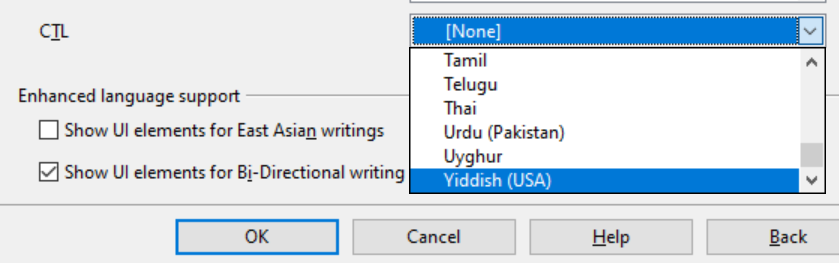 CTL
[None]
Tamil
Telugu
Thai
Urdu (Pakistan)
Uyghur
Yiddish (USA)
Enhanced language support
Show UI elements for East Asian writings
Show UI elements for Bi-Directional writing
OK Cancel Help Back